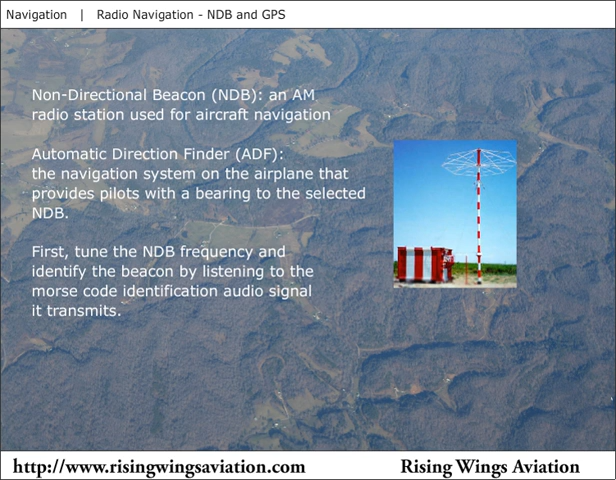 Navigation | Radio Navigation - NDB and GPS
Non-Directional Beacon (NDB): an AM
radio station used for aircraft navigation
Automatic Direction Finder (ADF):
the navigation system on the airplane that
provides pilots with a bearing to the selected
NDB.
First, tune the NDB frequency and
identify the beacon by listening to the
morse code identification audio signal
it transmits.
http://www.risingwingsaviation.com Rising Wings Aviation